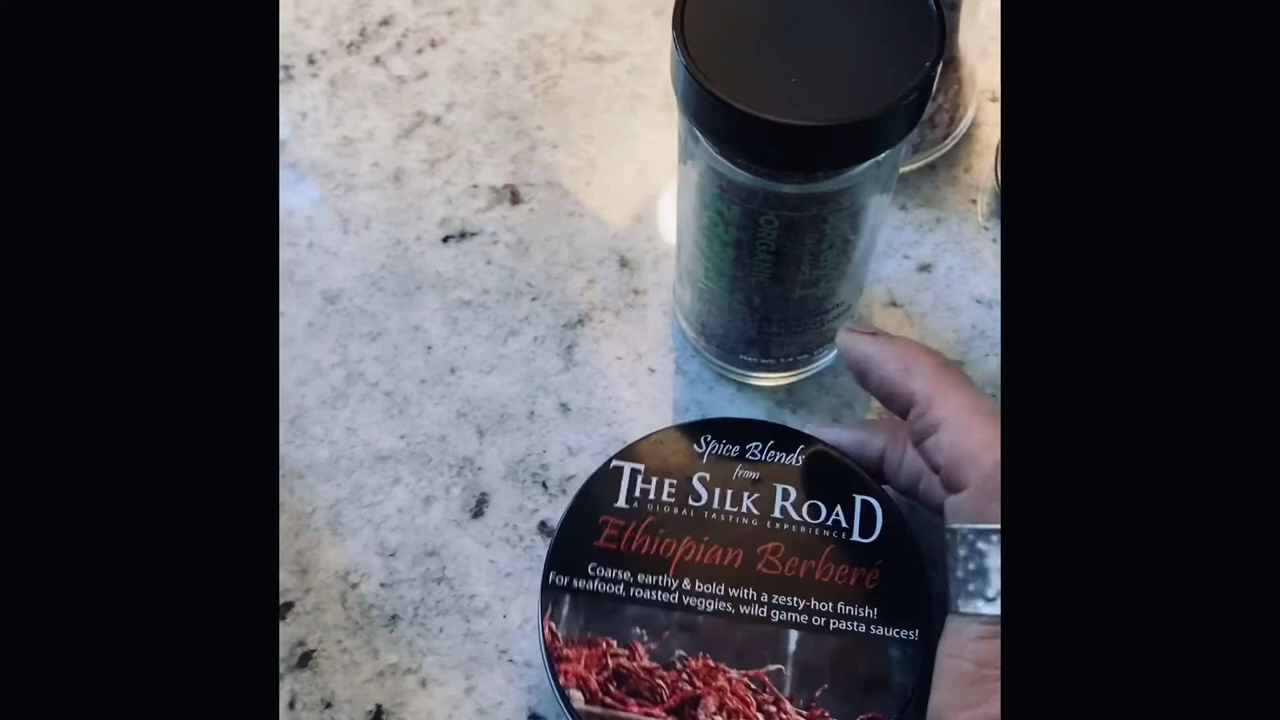 ORGANIC
Spice Blends
from
THE SILK ROAD
A GLOBAL TASTING EXPERIENCE
Ethiopian Berberé
Coarse, earthy & bold with a zesty-hot finish!
For seafood, roasted veggies, wild game or pasta sauces!